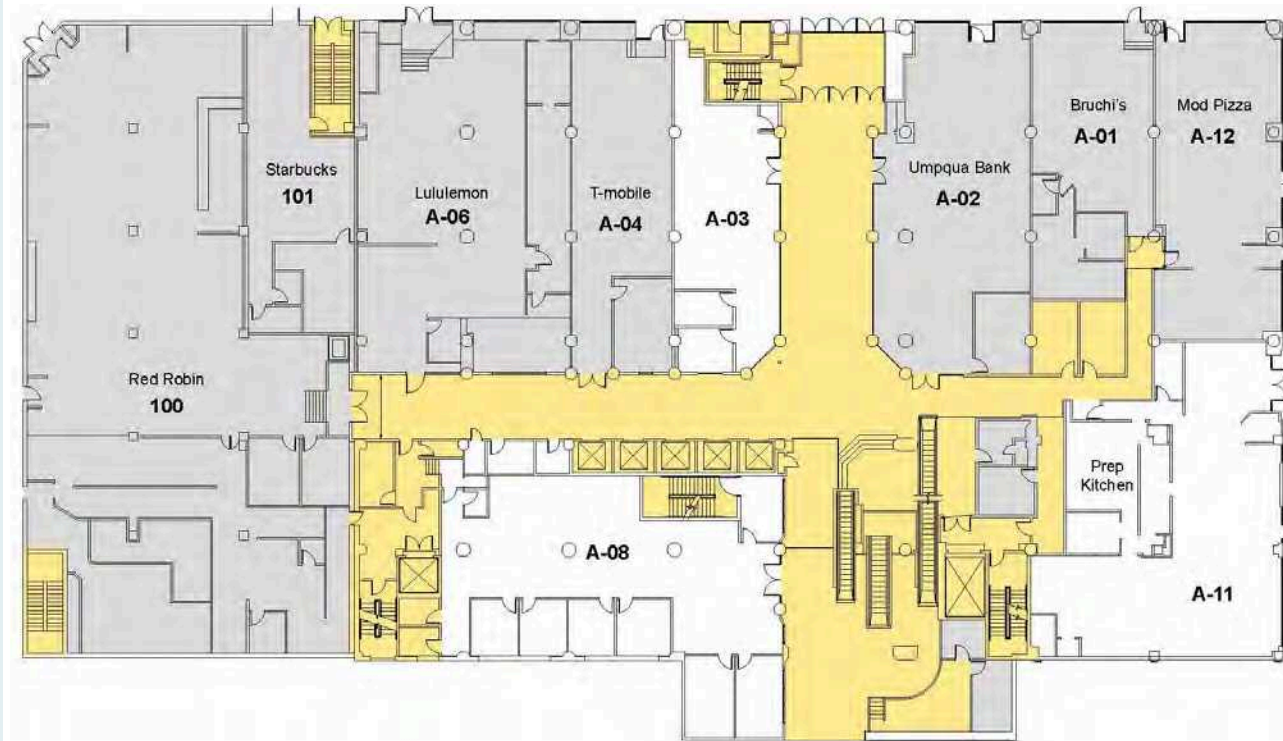 Starbucks
101
Lululemon
A-06
T-mobile
A-04
A-03
Umpqua Bank
A-02
Bruchi's
A-01
Mod Pizza
A-12
Red Robin
100
A-08
Prep
Kitchen
A-11